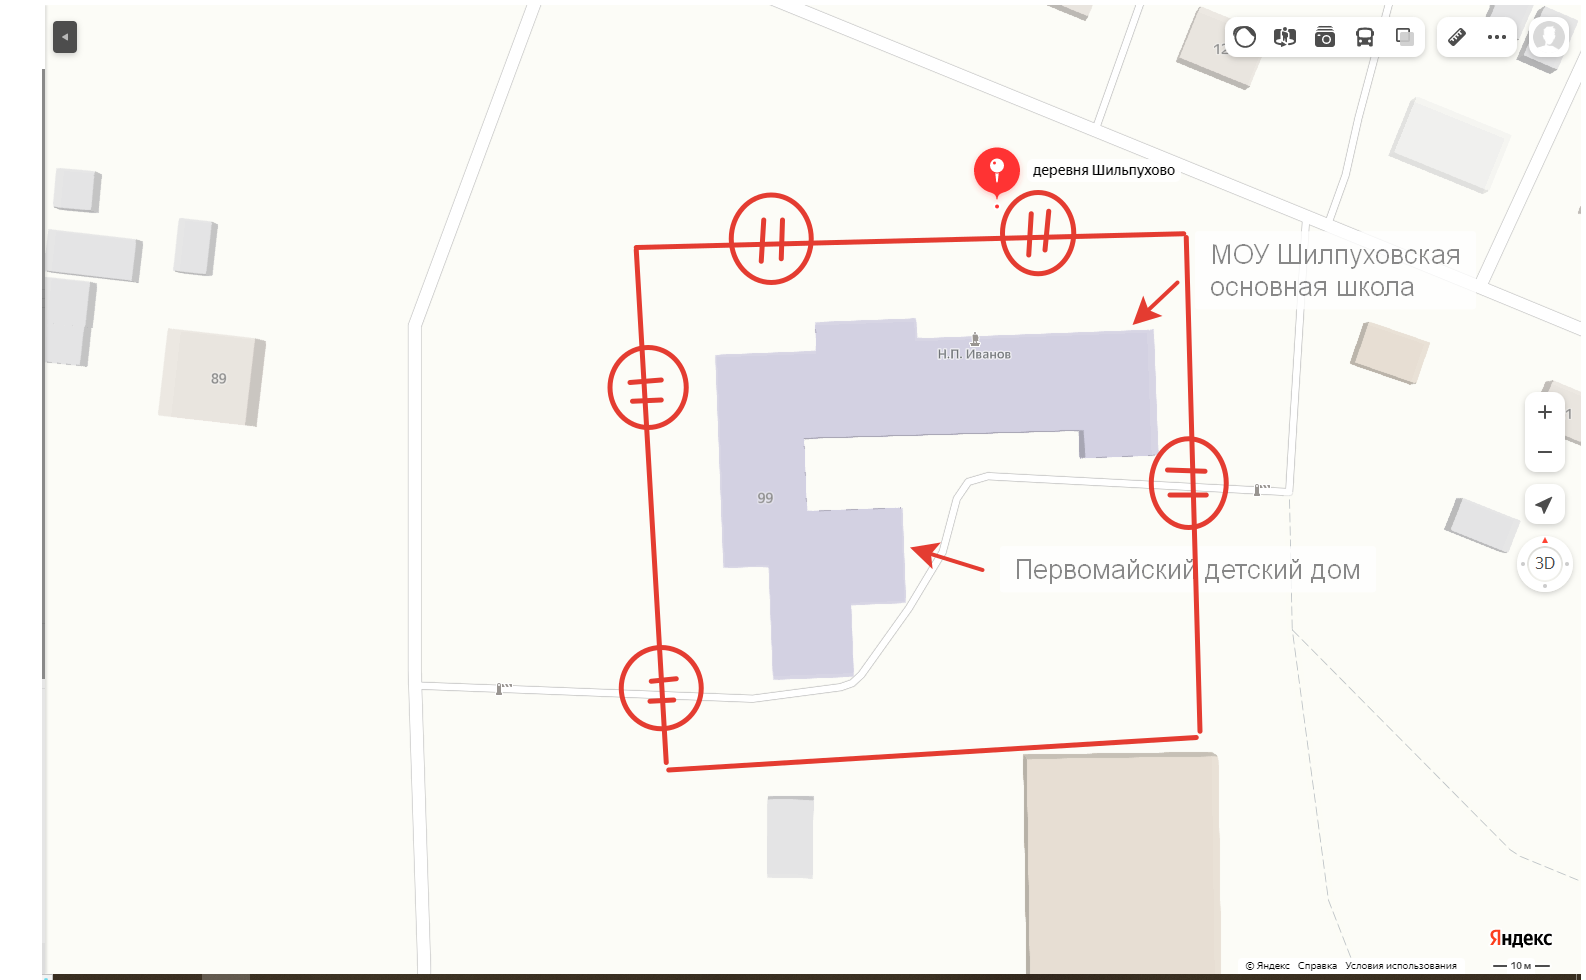 12
деревня Шильпухово
МОУ Шилпуховская
основная школа
Н.П. Иванов
89
1
99
Первомайский детский дом
3D
Яндекс
© Яндекс Справка Условия использования
10 м